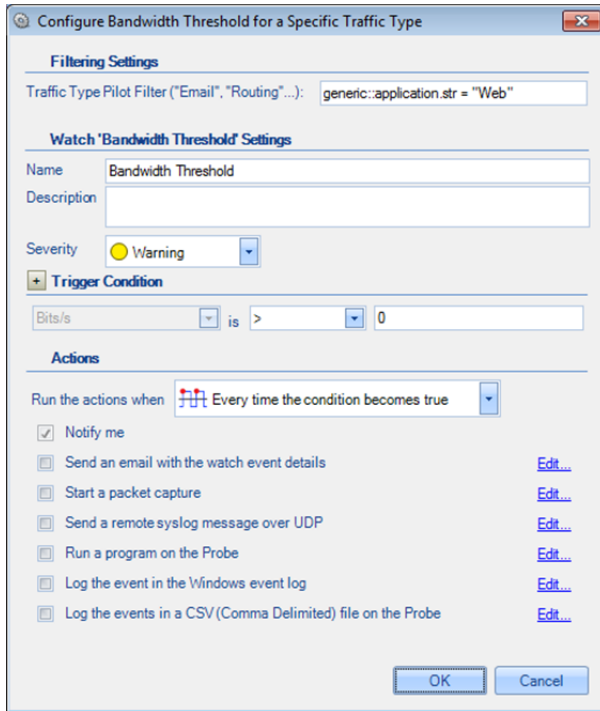 Configure Bandwidth Threshold for a Specific Traffic Type
Filtering Settings
Traffic Type Pilot Filter ("Email", "Routing"...): generic::application.str = "Web"
Watch 'Bandwidth Threshold' Settings
Name Bandwidth Threshold
Description
Severity Warning
+ Trigger Condition
Bits/s is > 0
Actions
Run the actions when Every time the condition becomes true
Notify me
Send an email with the watch event details Edit...
Start a packet capture Edit...
Send a remote syslog message over UDP Edit...
Run a program on the Probe Edit...
Log the event in the Windows event log Edit...
Log the events in a CSV (Comma Delimited) file on the Probe Edit...
OK Cancel